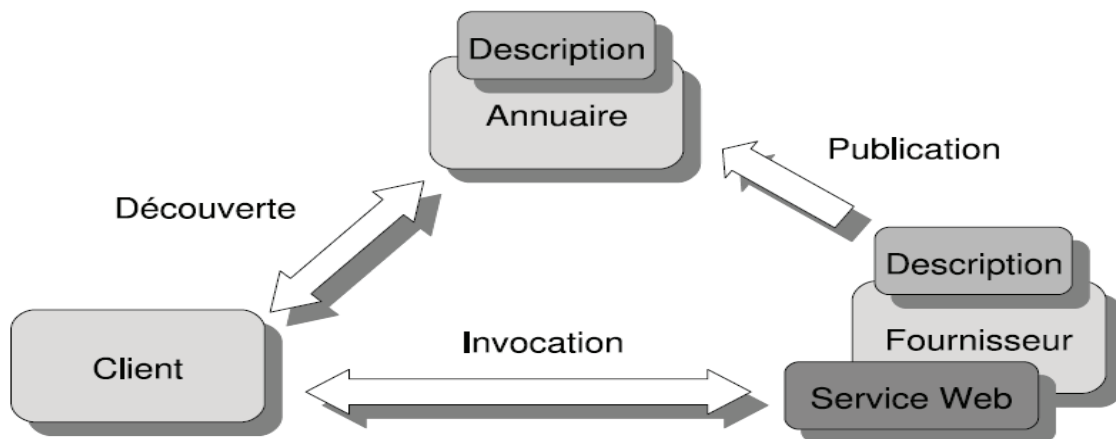 Description
Annuaire
Publication
Découverte
Description
Fournisseur
Invocation
Client
Service Web